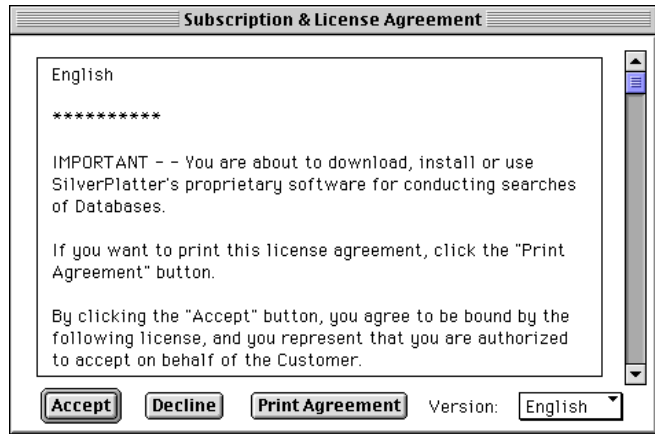 Subscription & License Agreement
English
**********
IMPORTANT - - You are about to download, install or use
SilverPlatter's proprietary software for conducting searches
of Databases.
If you want to print this license agreement, click the "Print
Agreement" button.
By clicking the "Accept" button, you agree to be bound by the
following license, and you represent that you are authorized
to accept on behalf of the Customer.
Accept Decline Print Agreement Version: English